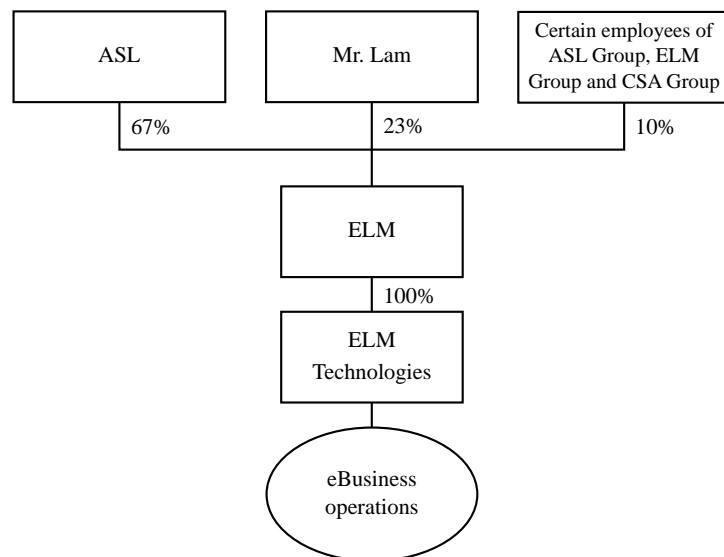 ASL
Mr. Lam
Certain employees of
ASL Group, ELM
Group and CSA Group
67%
23%
10%
ELM
100%
ELM
Technologies
eBusiness
operations